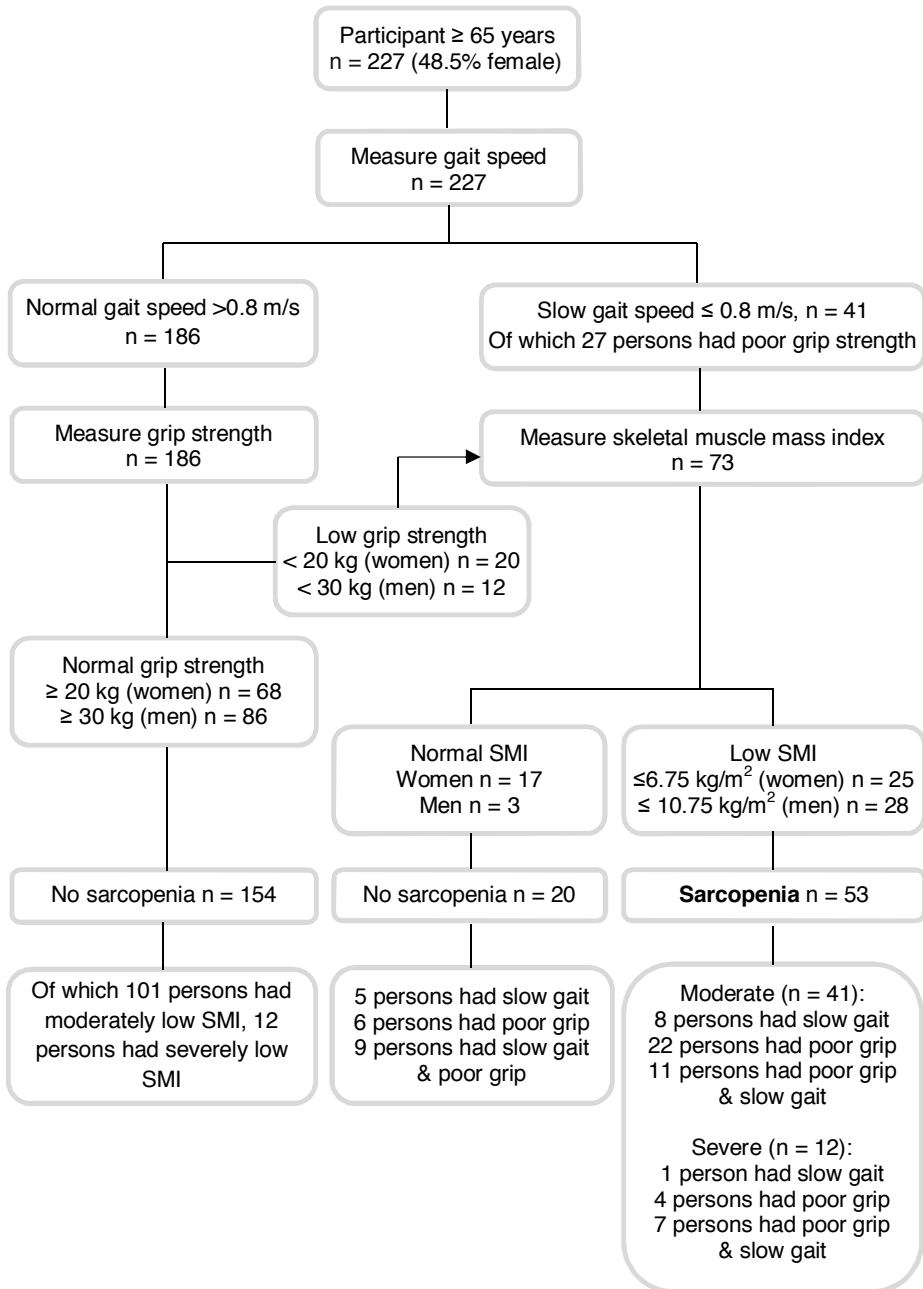 Participant ≥ 65 years
n = 227 (48.5% female)
Measure gait speed
n = 227
Normal gait speed >0.8 m/s
n = 186
Slow gait speed ≤ 0.8 m/s, n = 41
Of which 27 persons had poor grip strength
Measure grip strength
n = 186
Measure skeletal muscle mass index
n = 73
Low grip strength
< 20 kg (women) n = 20
< 30 kg (men) n = 12
Normal grip strength
≥ 20 kg (women) n = 68
≥ 30 kg (men) n = 86
Normal SMI
Women n = 17
Men n = 3
Low SMI
≤6.75 kg/m² (women) n = 25
≤ 10.75 kg/m² (men) n = 28
No sarcopenia n = 154
No sarcopenia n = 20
Sarcopenia n = 53
Of which 101 persons had
moderately low SMI, 12
persons had severely low
SMI
5 persons had slow gait
6 persons had poor grip
9 persons had slow gait
& poor grip
Moderate (n = 41):
8 persons had slow gait
22 persons had poor grip
11 persons had poor grip
& slow gait
Severe (n = 12):
1 person had slow gait
4 persons had poor grip
7 persons had poor grip
& slow gait